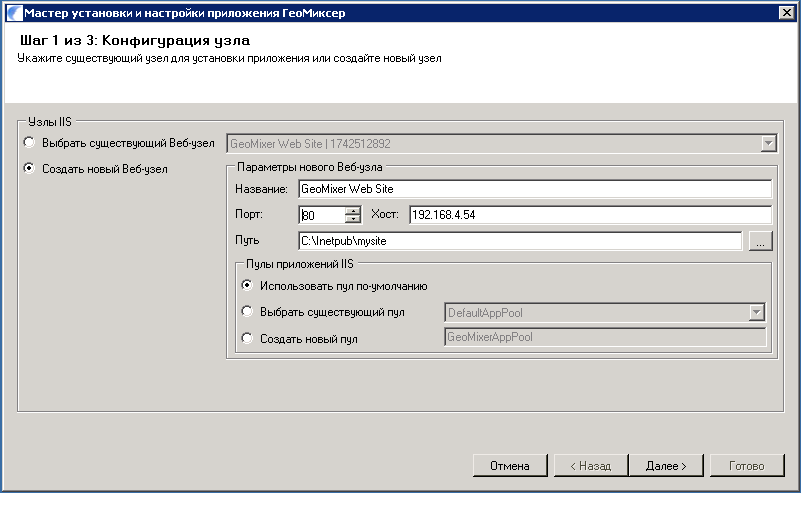 Мастер установки и настройки приложения ГеоМиксер
Шаг 1 из 3: Конфигурация узла
Укажите существующий узел для установки приложения или создайте новый узел
Узлы IIS
Выбрать существующий Веб-узел GeoMixer Web Site | 1742512892
Создать новый Веб-узел
Параметры нового Веб-узла
Название: GeoMixer Web Site
Порт: 80 Хост: 192.168.4.54
Путь C:\Inetpub\mysite ...
Пулы приложений IIS
Использовать пул по-умолчанию
Выбрать существующий пул DefaultAppPool
Создать новый пул GeoMixerAppPool
Отмена < Назад Далее > Готово